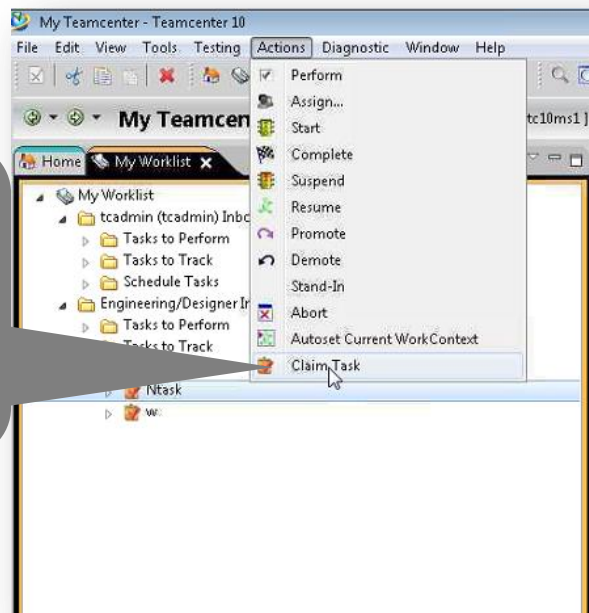 My Teamcenter - Teamcenter 10
File Edit View Tools Testing Actions Diagnostic Window Help
Perform
Assign...
My Teamcen
tc10ms1 ]
Start
Home My Worklist
Complete
My Worklist
Suspend
tcadmin (tcadmin) Inbo
Resume
Tasks to Perform
Promote
Tasks to Track
Demote
Schedule Tasks
Stand-In
Engineering/Designer In
Abort
Tasks to Perform
Autoset Current WorkContext
Tasks to Track
Claim Task
Ntask
w